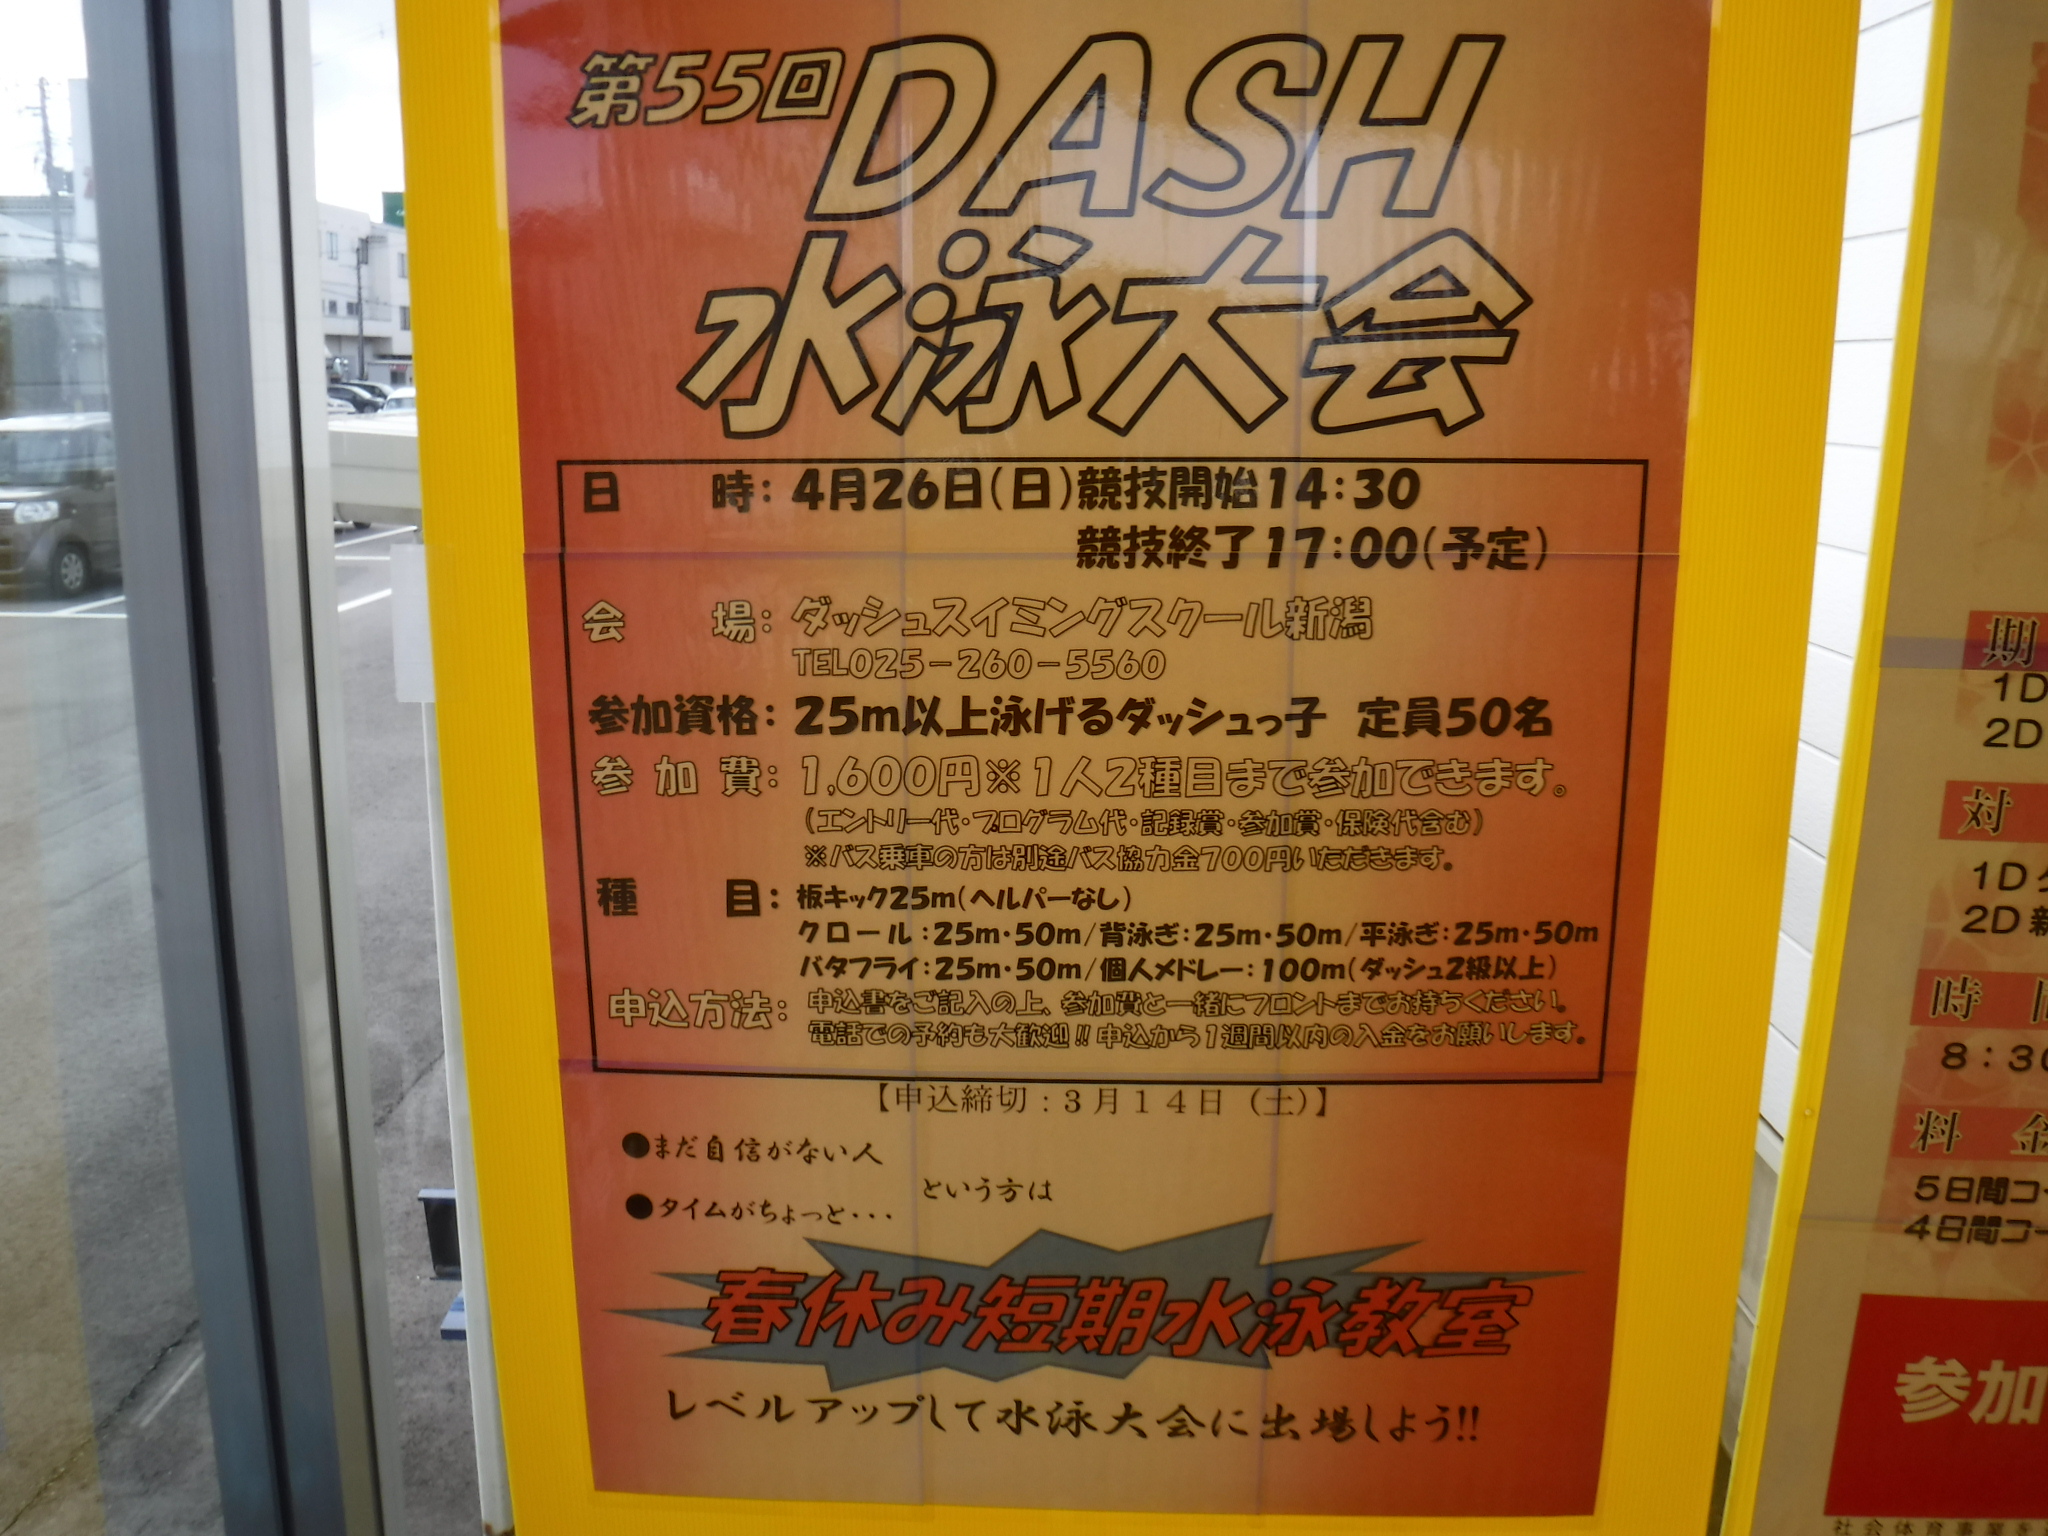 第55回DASH
水泳大会
日　時：4月26日(日)競技開始14：30
競技終了17：00(予定)
会　場：ダッシュスイミングスクール新潟
TEL025－260－5560
参加資格：25m以上泳げるダッシュっ子　定員50名
参加費：1,600円※1人2種目まで参加できます。
(エントリー代・プログラム代・記録賞・参加賞・保険代含む)
※バス乗車の方は別途バス協力金700円いただきます。
種　目：板キック25m(ヘルパーなし)
クロール：25m・50m/背泳ぎ：25m・50m/平泳ぎ：25m・50m
バタフライ：25m・50m/個人メドレー：100m(ダッシュ2級以上)
申込方法：申込書をご記入の上、参加費と一緒にフロントまでお持ちください。
電話での予約も大歓迎!!申込から1週間以内の入金をお願いします。
【申込締切：3月14日（土）】
●まだ自信がない人
という方は
●タイムがちょっと・・・
春休み短期水泳教室
レベルアップして水泳大会に出場しよう!!
期
1D
2D
対
1D
2D新
時
8：30
料　金
5日間コー
4日間コー
参加